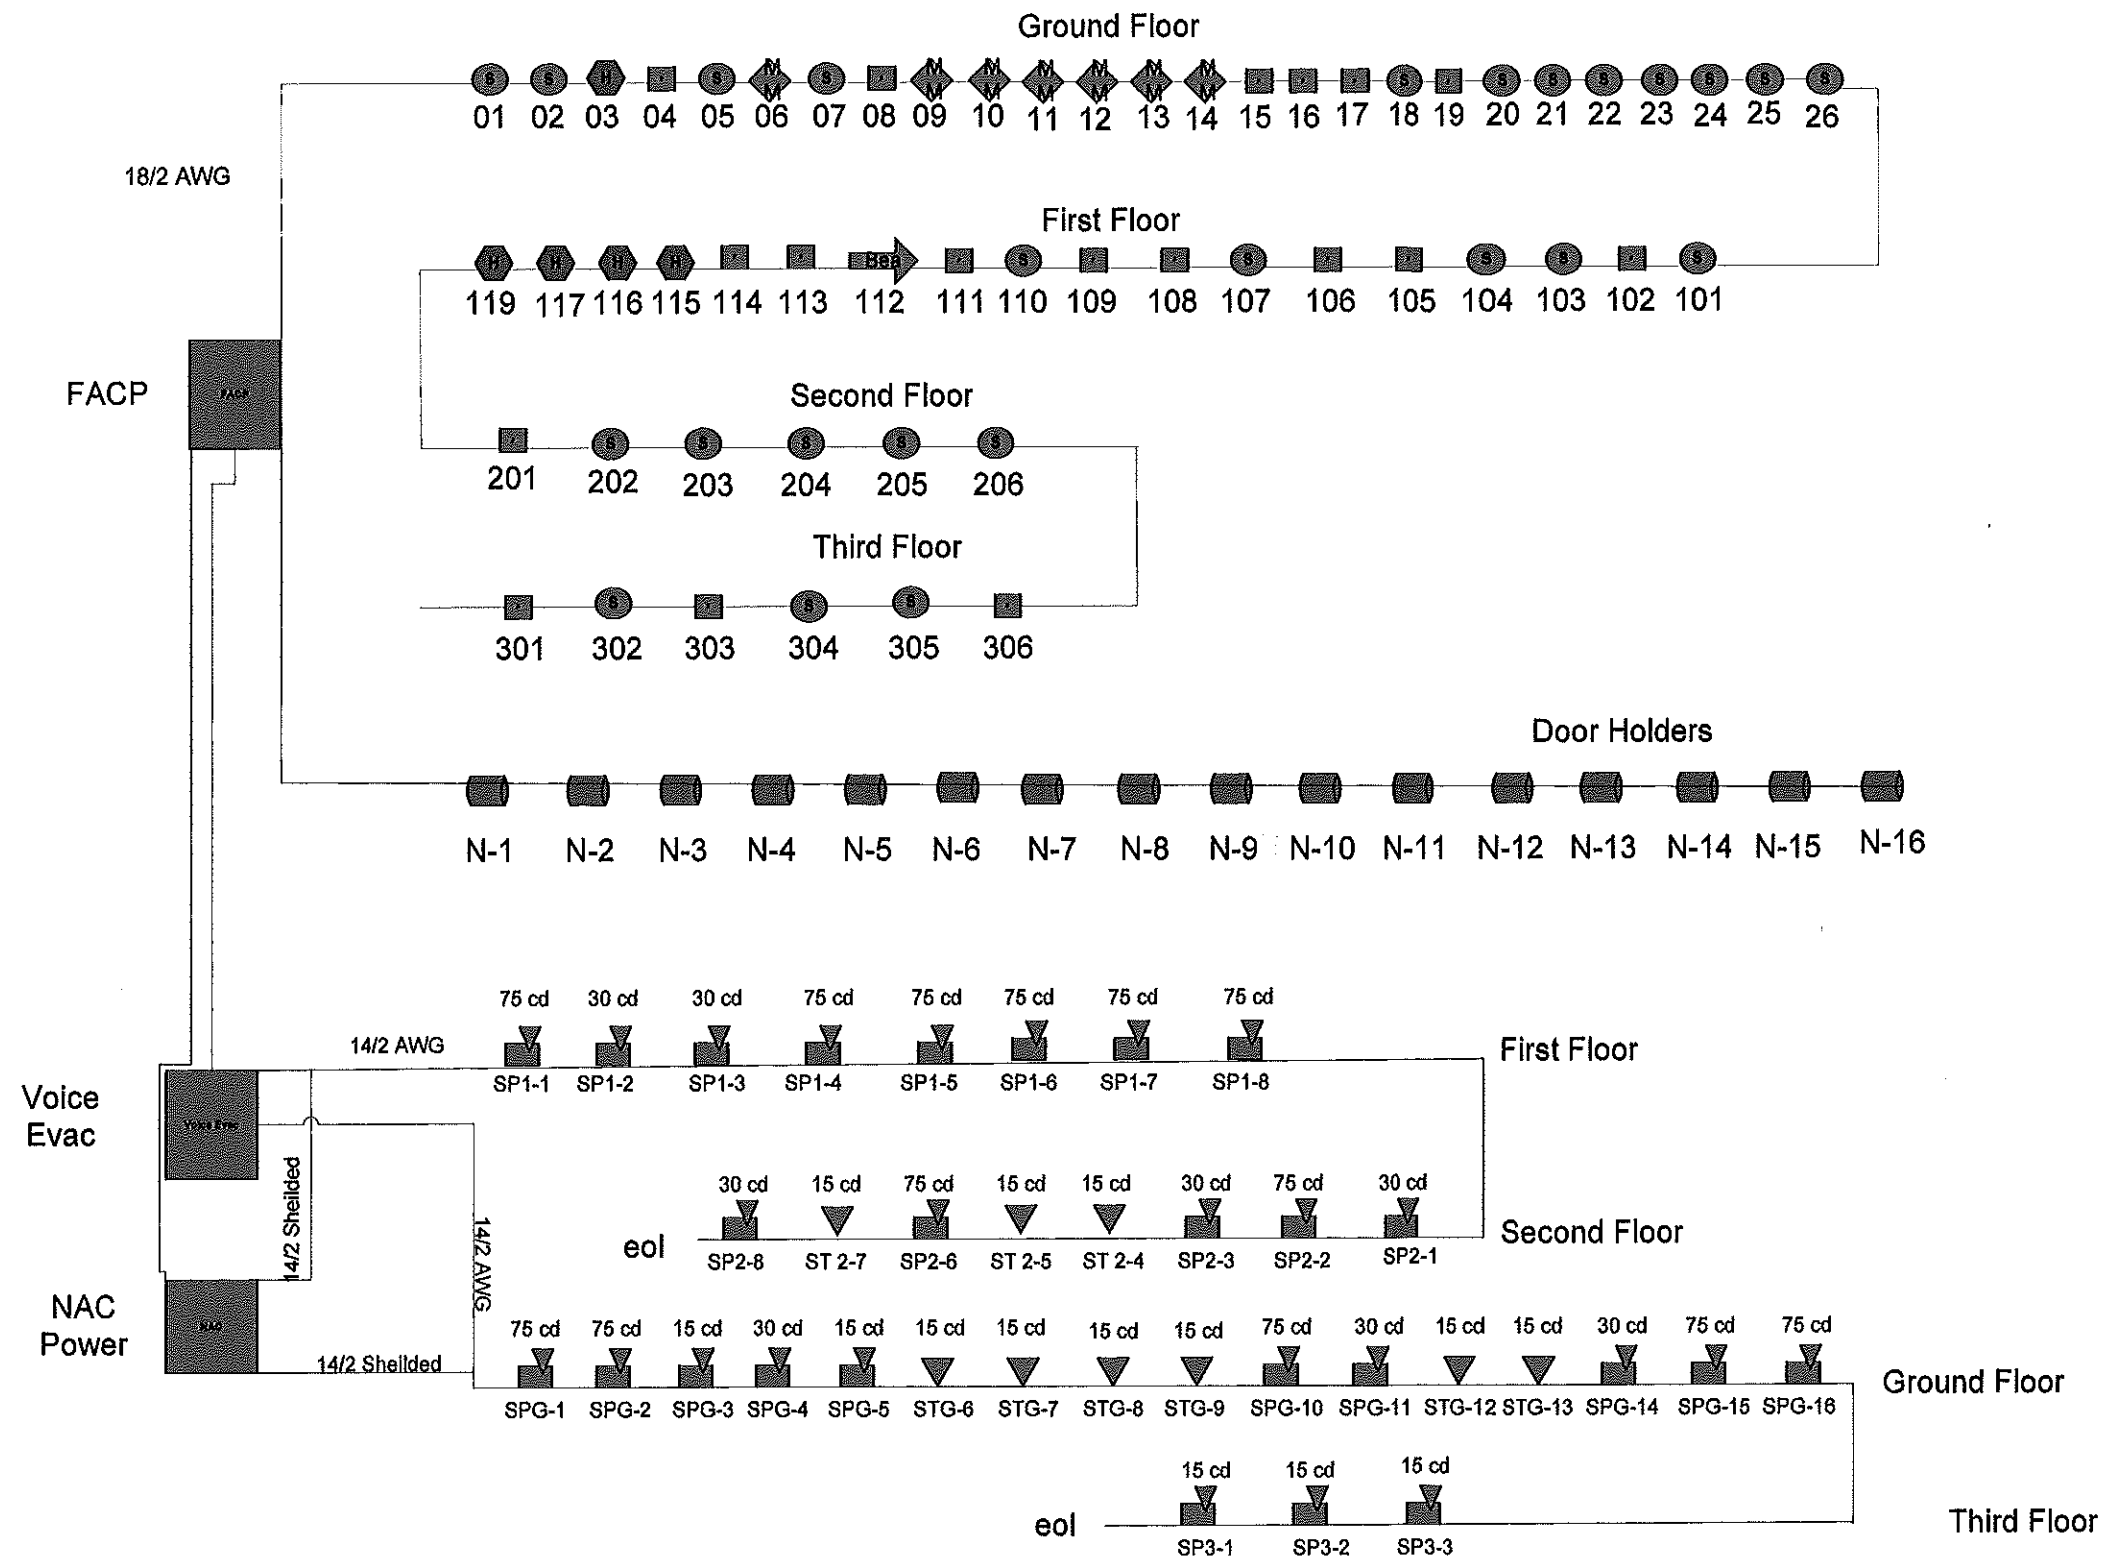 Ground Floor
S S H S M M S M M M M M M M M M M M M S S S S S S S S
01 02 03 04 05 06 07 08 09 10 11 12 13 14 15 16 17 18 19 20 21 22 23 24 25 26
18/2 AWG
First Floor
H H H H Bea S S S S S
119 117 116 115 114 113 112 111 110 109 108 107 106 105 104 103 102 101
FACP FACP
Second Floor
S S S S S
201 202 203 204 205 206
Third Floor
S S S
301 302 303 304 305 306
Door Holders
N-1 N-2 N-3 N-4 N-5 N-6 N-7 N-8 N-9 N-10 N-11 N-12 N-13 N-14 N-15 N-16
75 cd 30 cd 30 cd 75 cd 75 cd 75 cd 75 cd 75 cd
14/2 AWG
First Floor
SP1-1 SP1-2 SP1-3 SP1-4 SP1-5 SP1-6 SP1-7 SP1-8
Voice
Evac
Voice Evac
14/2 Sheilded
14/2 AWG
30 cd 15 cd 75 cd 15 cd 15 cd 30 cd 75 cd 30 cd
eol
Second Floor
SP2-8 ST 2-7 SP2-6 ST 2-5 ST 2-4 SP2-3 SP2-2 SP2-1
NAC
Power
NAC
14/2 Sheilded
75 cd 75 cd 15 cd 30 cd 15 cd 15 cd 15 cd 15 cd 15 cd 75 cd 30 cd 15 cd 15 cd 30 cd 75 cd 75 cd
Ground Floor
SPG-1 SPG-2 SPG-3 SPG-4 SPG-5 STG-6 STG-7 STG-8 STG-9 SPG-10 SPG-11 STG-12 STG-13 SPG-14 SPG-15 SPG-16
15 cd 15 cd 15 cd
eol
Third Floor
SP3-1 SP3-2 SP3-3